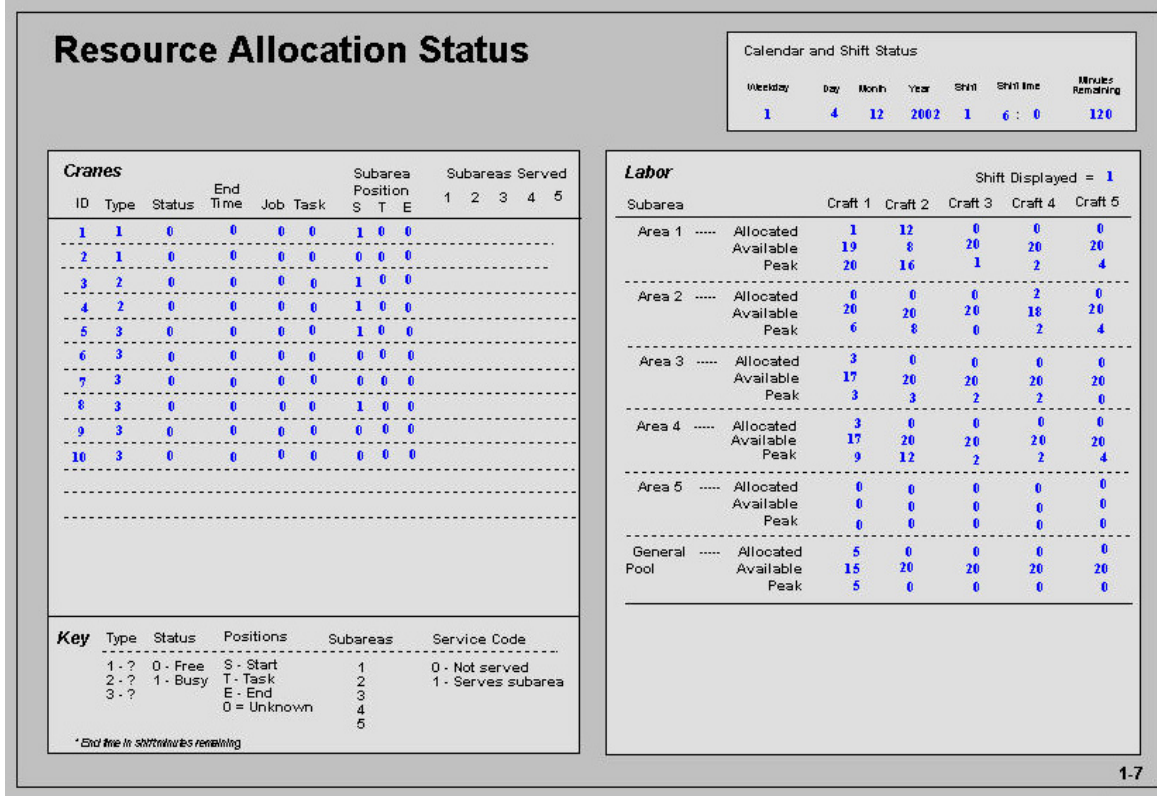 Resource Allocation Status
Calendar and Shift Status
Weekday Day Month Year Shift Shift time Minutes Remaining
1 4 12 2002 1 6 : 0 120
Cranes
ID Type Status End Time Job Task Subarea Position S T E Subareas Served 1 2 3 4 5
1 1 0 0 0 0 1 0 0
2 1 0 0 0 0 0 0 0
3 2 0 0 0 0 1 0 0
4 2 0 0 0 0 1 0 0
5 3 0 0 0 0 1 0 0
6 3 0 0 0 0 0 0 0
7 3 0 0 0 0 0 0 0
8 3 0 0 0 0 1 0 0
9 3 0 0 0 0 0 0 0
10 3 0 0 0 0 0 0 0
Key Type Status Positions Subareas Service Code
1 - ? 0 - Free S - Start 1 0 - Not served
2 - ? 1 - Busy T - Task 2 1 - Serves subarea
3 - ? E - End 3
0 = Unknown 4
5
* End time in shift minutes remaining
Labor
Shift Displayed = 1
Subarea Craft 1 Craft 2 Craft 3 Craft 4 Craft 5
Area 1 ----- Allocated 1 12 0 0 0
Available 19 8 20 20 20
Peak 20 16 1 2 4
Area 2 ----- Allocated 0 0 0 2 0
Available 20 20 20 18 20
Peak 6 8 0 2 4
Area 3 ----- Allocated 3 0 0 0 0
Available 17 20 20 20 20
Peak 3 3 2 2 0
Area 4 ----- Allocated 3 0 0 0 0
Available 17 20 20 20 20
Peak 9 12 2 2 4
Area 5 ----- Allocated 0 0 0 0 0
Available 0 0 0 0 0
Peak 0 0 0 0 0
General ----- Allocated 5 0 0 0 0
Pool Available 15 20 20 20 20
Peak 5 0 0 0 0
1-7